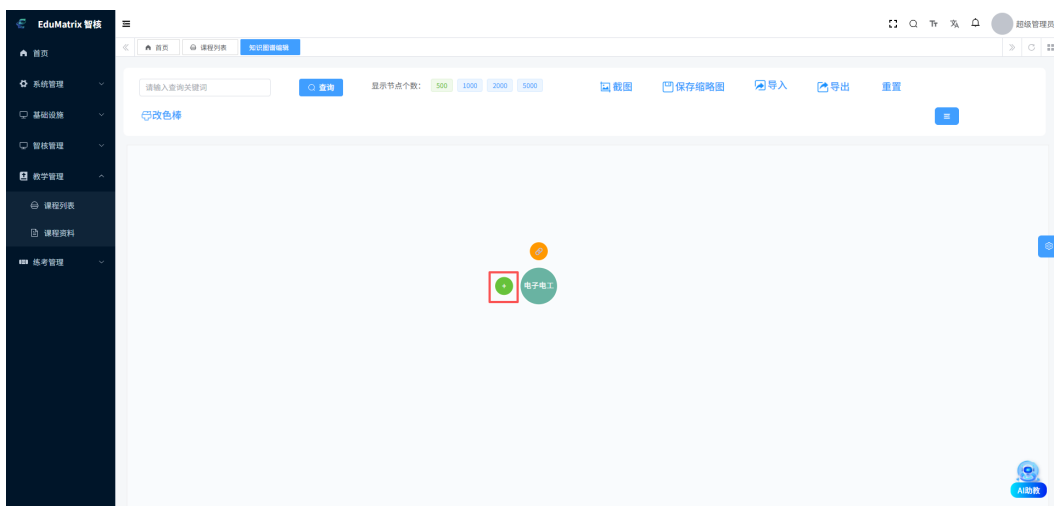 EduMatrix 智核
超级管理员
首页
首页
课程列表
知识图谱编辑
系统管理
请输入查询关键词
查询
显示节点个数：
500
1000
2000
5000
截图
保存缩略图
导入
导出
重置
基础设施
改色棒
智核管理
教学管理
课程列表
课程资料
练考管理
电子电工
AI助教